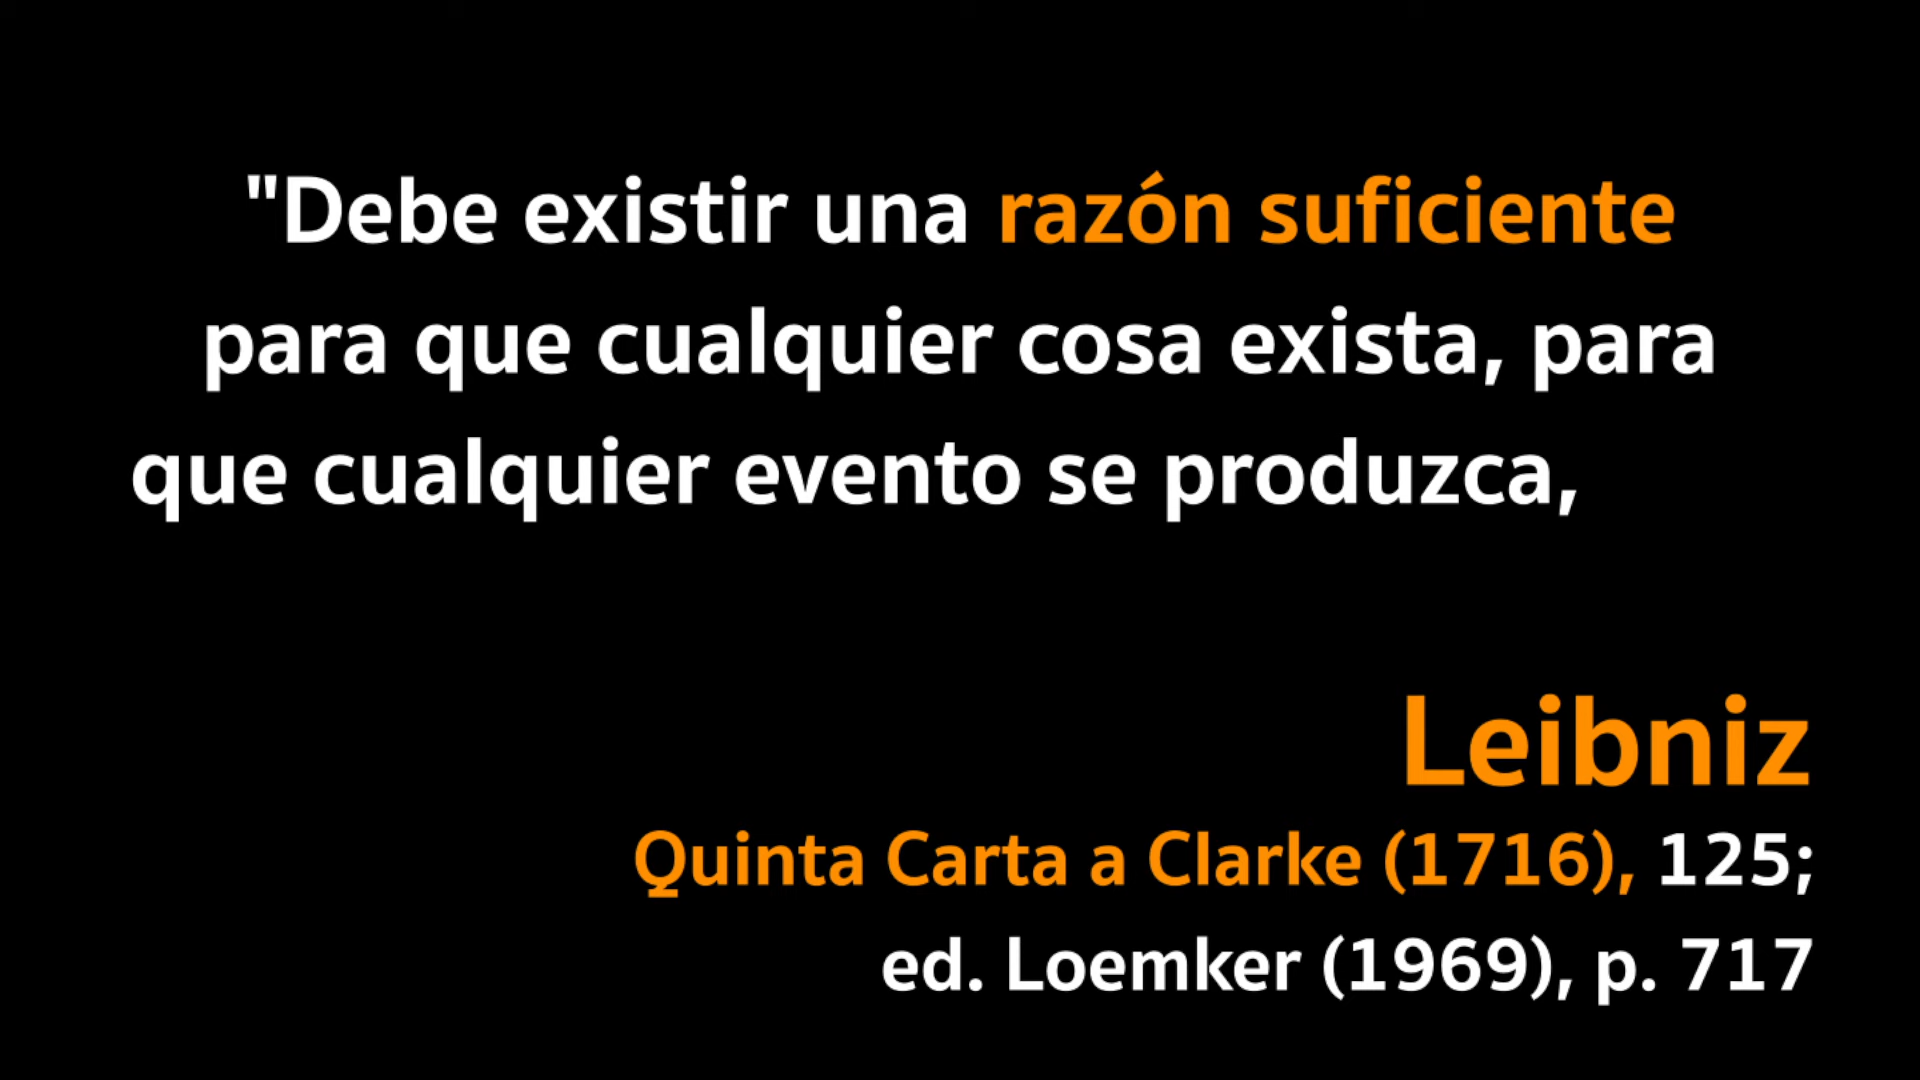 "Debe existir una razón suficiente
para que cualquier cosa exista, para
que cualquier evento se produzca,
Leibniz
Quinta Carta a Clarke (1716), 125;
ed. Loemker (1969), p. 717